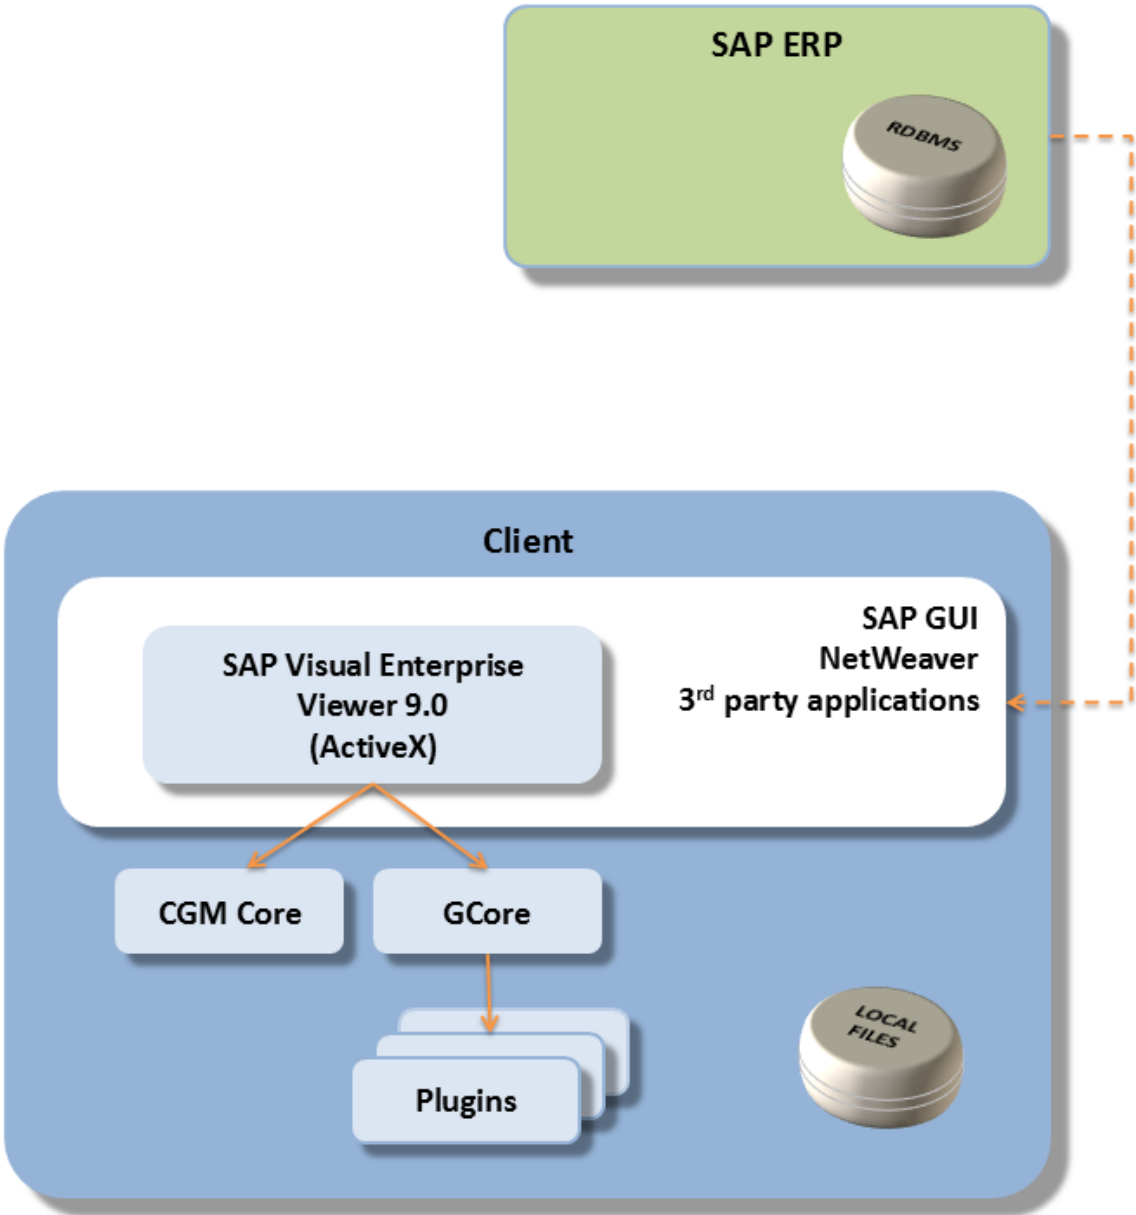 SAP ERP
RDBMS
Client
SAP GUI
NetWeaver
3rd party applications
SAP Visual Enterprise
Viewer 9.0
(ActiveX)
CGM Core
GCore
LOCAL
FILES
Plugins